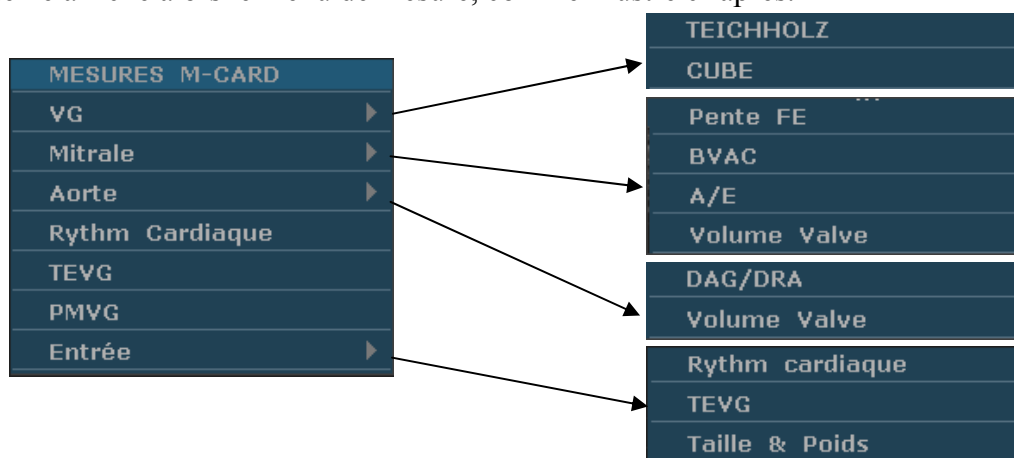 MESURES M-CARD
VG
Mitrale
Aorte
Rythm Cardiaque
TEVG
PMVG
Entrée
TEICHHOLZ
CUBE
Pente FE
BVAC
A/E
Volume Valve
DAG/DRA
Volume Valve
Rythm cardiaque
TEVG
Taille & Poids